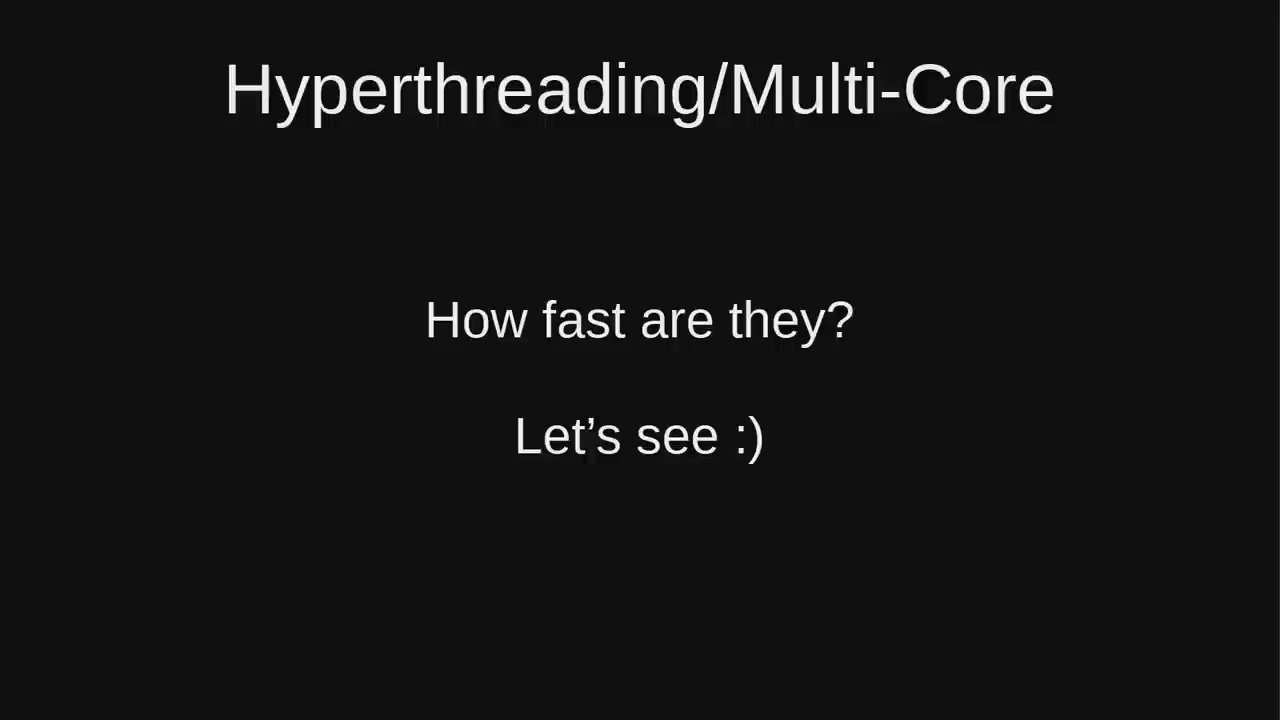 Hyperthreading/Multi-Core
How fast are they?
Let’s see :)